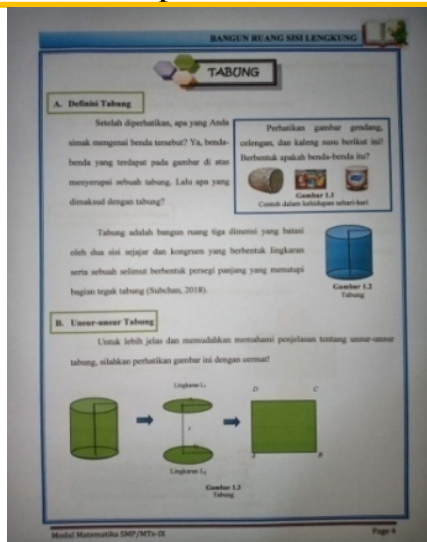 BANGUN RUANG SISI LENGKUNG
TABUNG
A. Definisi Tabung
Setelah diperhatikan, apa yang Anda
simak mengenai benda tersebut? Ya, benda-
benda yang terdapat pada gambar di atas
menyerupai sebuah tabung. Lalu apa yang
dimaksud dengan tabung?
Perhatikan gambar gendang,
celengan, dan kaleng susu berikut ini!
Berbentuk apakah benda-benda itu?
Gambar 1.1
Contoh dalam kehidupan sehari-hari
Tabung adalah bangun ruang tiga dimensi yang batasi
oleh dua sisi sejajar dan kongruen yang berbentuk lingkaran
serta sebuah selimut berbentuk persegi panjang yang menutupi
bagian tegak tabung (Subchan, 2018).
Gambar 1.2
Tabung
B. Unsur-unsur Tabung
Untuk lebih jelas dan memudahkan memahami penjelasan tentang unsur-unsur
tabung, silahkan perhatikan gambar ini dengan cermat!
Lingkaran L₁
D C
A B
Lingkaran L₂
Gambar 1.3
Tabung
Modul Matematika SMP/MTs-IX
Page 4